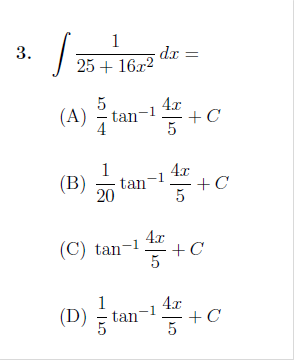 3. ∫ 1/(25 + 16x²) dx =
(A) 5/4 tan⁻¹ 4x/5 + C
(B) 1/20 tan⁻¹ 4x/5 + C
(C) tan⁻¹ 4x/5 + C
(D) 1/5 tan⁻¹ 4x/5 + C